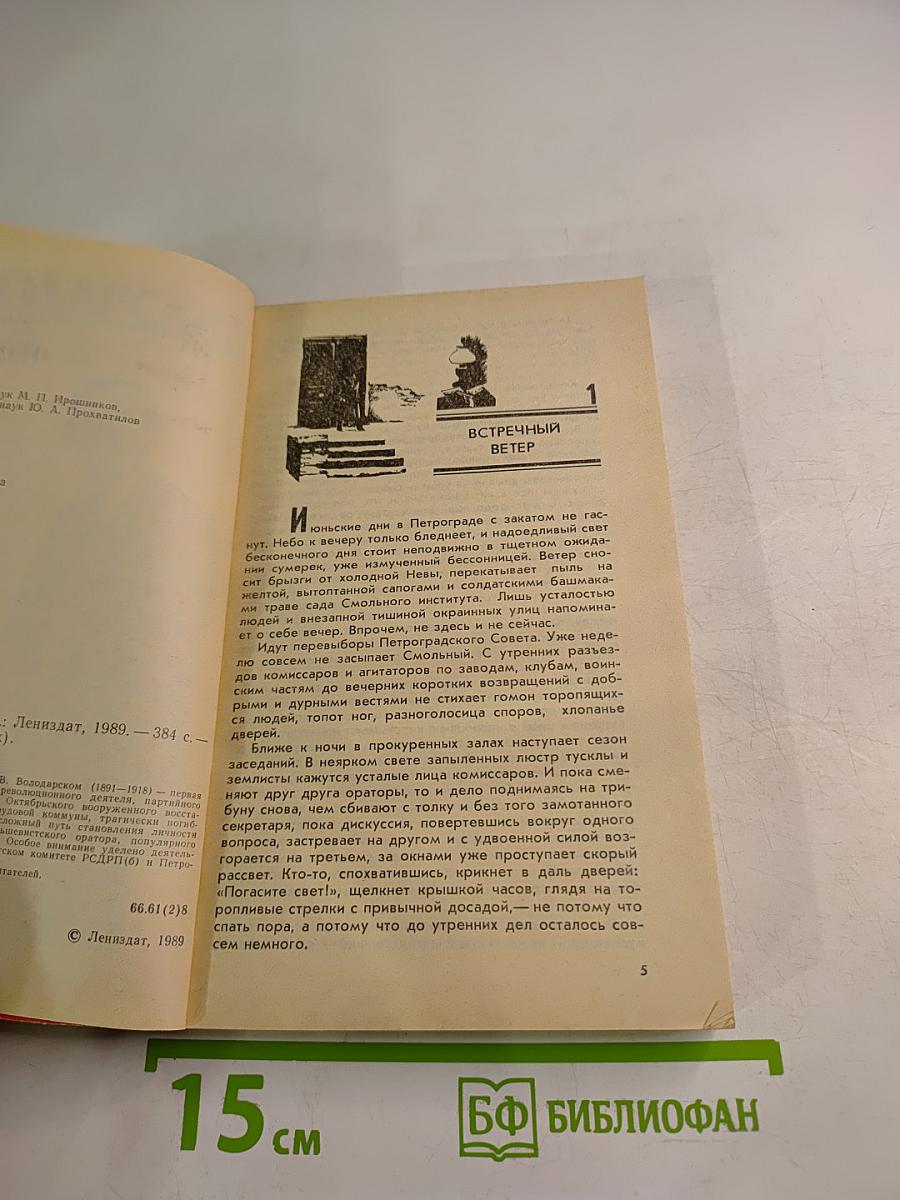 ук М. П. Ирошников,
наук Ю. А. Прохватилов
а
.: Лениздат, 1989. — 384 с. —
).
В. Володарском (1891—1918) — первая
революционного деятеля, партийного
Октябрьского вооруженного восста-
рудовой коммуны, трагически погиб-
сложный путь становления личности
ьшевистского оратора, популярного
Особое внимание уделено деятель-
тском комитете РСДРП(б) и Петро-
итателей.
66.61(2)8
© Лениздат, 1989
1
ВСТРЕЧНЫЙ
ВЕТЕР
Июньские дни в Петрограде с закатом не гас-
нут. Небо к вечеру только бледнеет, и надоедливый свет
бесконечного дня стоит неподвижно в тщетном ожида-
нии сумерек, уже измученный бессонницей. Ветер сно-
сит брызги от холодной Невы, перекатывает пыль на
желтой, вытоптанной сапогами и солдатскими башмака-
ми траве сада Смольного института. Лишь усталостью
людей и внезапной тишиной окраинных улиц напомина-
ет о себе вечер. Впрочем, не здесь и не сейчас.
Идут перевыборы Петроградского Совета. Уже неде-
лю совсем не засыпает Смольный. С утренних разъез-
дов комиссаров и агитаторов по заводам, клубам, воин-
ским частям до вечерних коротких возвращений с доб-
рыми и дурными вестями не стихает гомон торопящих-
ся людей, топот ног, разноголосица споров, хлопанье
дверей.
Ближе к ночи в прокуренных залах наступает сезон
заседаний. В неярком свете запыленных люстр тусклы и
землисты кажутся усталые лица комиссаров. И пока сме-
няют друг друга ораторы, то и дело поднимаясь на три-
буну снова, чем сбивают с толку и без того замотанного
секретаря, пока дискуссия, повертевшись вокруг одного
вопроса, застревает на другом и с удвоенной силой воз-
горается на третьем, за окнами уже проступает скорый
рассвет. Кто-то, спохватившись, крикнет в даль дверей:
«Погасите свет!», щелкнет крышкой часов, глядя на то-
ропливые стрелки с привычной досадой,— не потому что
спать пора, а потому что до утренних дел осталось сов-
сем немного.
5
15 см
БФ БИБЛИОФАН